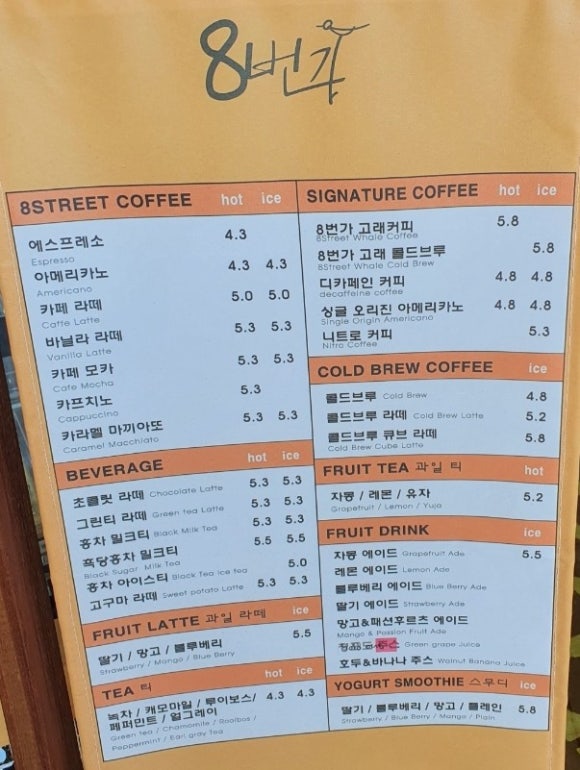 8번가
8STREET COFFEE hot ice
에스프레소 4.3
Espresso
아메리카노 4.3 4.3
Americano
카페 라떼 5.0 5.0
Caffe Latte
바닐라 라떼 5.3 5.3
Vanilla Latte
카페 모카 5.3 5.3
Cafe Mocha
카프치노 5.3
Cappuccino
카라멜 마끼아또 5.3 5.3
Caramel Macchiato
BEVERAGE hot ice
초콜릿 라떼 Chocolate Latte 5.3 5.3
그린티 라떼 Green tea Latte 5.3 5.3
홍차 밀크티 Black Milk Tea 5.3 5.3
흑당홍차 밀크티 5.5 5.5
Black Sugar Milk Tea
홍차 아이스티 Black Tea Ice tea 5.0
고구마 라떼 Sweet potato Latte 5.3 5.3
FRUIT LATTE 과일 라떼 ice
딸기 / 망고 / 블루베리 5.5
Strawberry / Mango / Blue Berry
TEA 티 hot ice
녹차 / 캐모마일 / 루이보스/ 4.3 4.3
페퍼민트 / 얼그레이
Green tea / Chamomile / Rooibos /
Peppermint / Earl gray Tea
SIGNATURE COFFEE hot ice
8번가 고래커피 5.8
8Street Whale Coffee
8번가 고래 콜드브루 5.8
8Street Whale Cold Brew
디카페인 커피 4.8 4.8
decaffeine coffee
싱글 오리진 아메리카노 4.8 4.8
Single Origin Americano
니트로 커피 5.3
Nitro Coffee
COLD BREW COFFEE ice
콜드브루 Cold Brew 4.8
콜드브루 라떼 Cold Brew Latte 5.2
콜드브루 큐브 라떼 5.8
Cold Brew Cube Latte
FRUIT TEA 과일 티 hot
자몽 / 레몬 / 유자 5.2
Grapefruit / Lemon / Yuja
FRUIT DRINK ice
자몽 에이드 Grapefruit Ade 5.5
레몬 에이드 Lemon Ade
블루베리 에이드 Blue Berry Ade
딸기 에이드 Strawberry Ade
망고&패션후르츠 에이드
Mango & Passion Fruit Ade
청포도 주스 Green grape Juice
호두&바나나 주스 Walnut Banana Juice
YOGURT SMOOTHIE 스무디 ice
딸기 / 블루베리 / 망고 / 플레인 5.8
Strawberry / Blue Berry / Mango / Plain